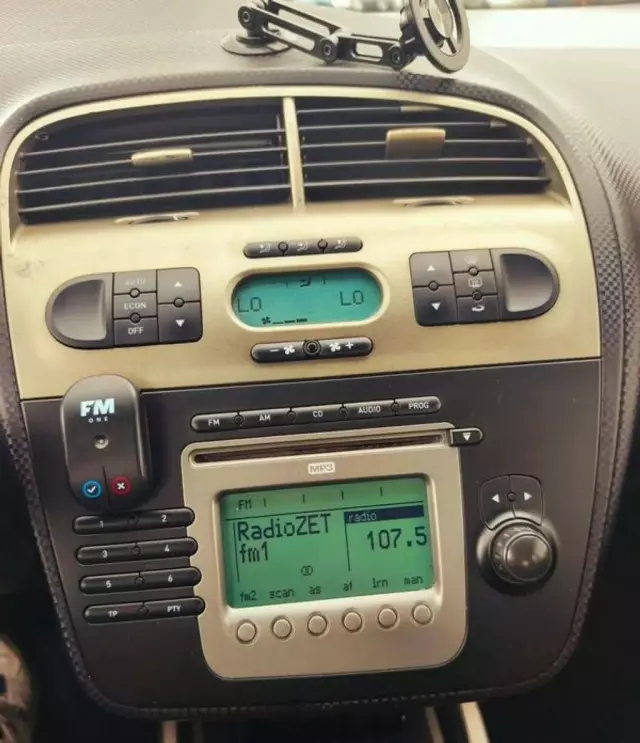 AUTO
ECON
OFF
LO LO
- +
FM
ONE
FM AM CD AUDIO PROG
MP3
FM
RadioZET
fm1
radio
107.5
fm2 scan as af lrn man
1 2
3 4
5 6
TP PTY